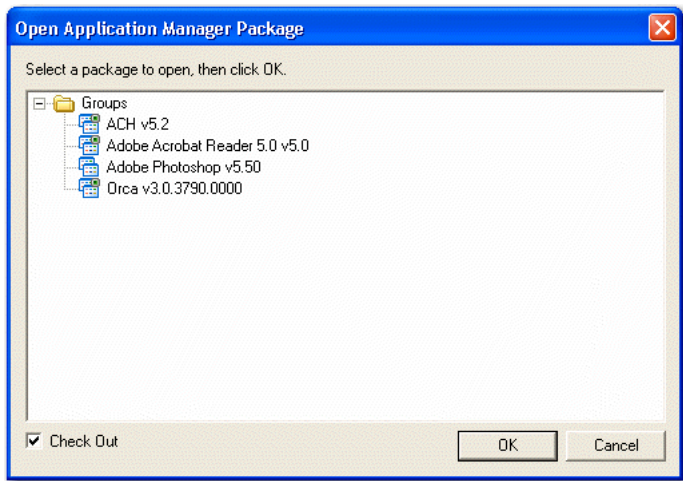 Open Application Manager Package
Select a package to open, then click OK.
Groups
ACH v5.2
Adobe Acrobat Reader 5.0 v5.0
Adobe Photoshop v5.50
Orca v3.0.3790.0000
Check Out
OK
Cancel